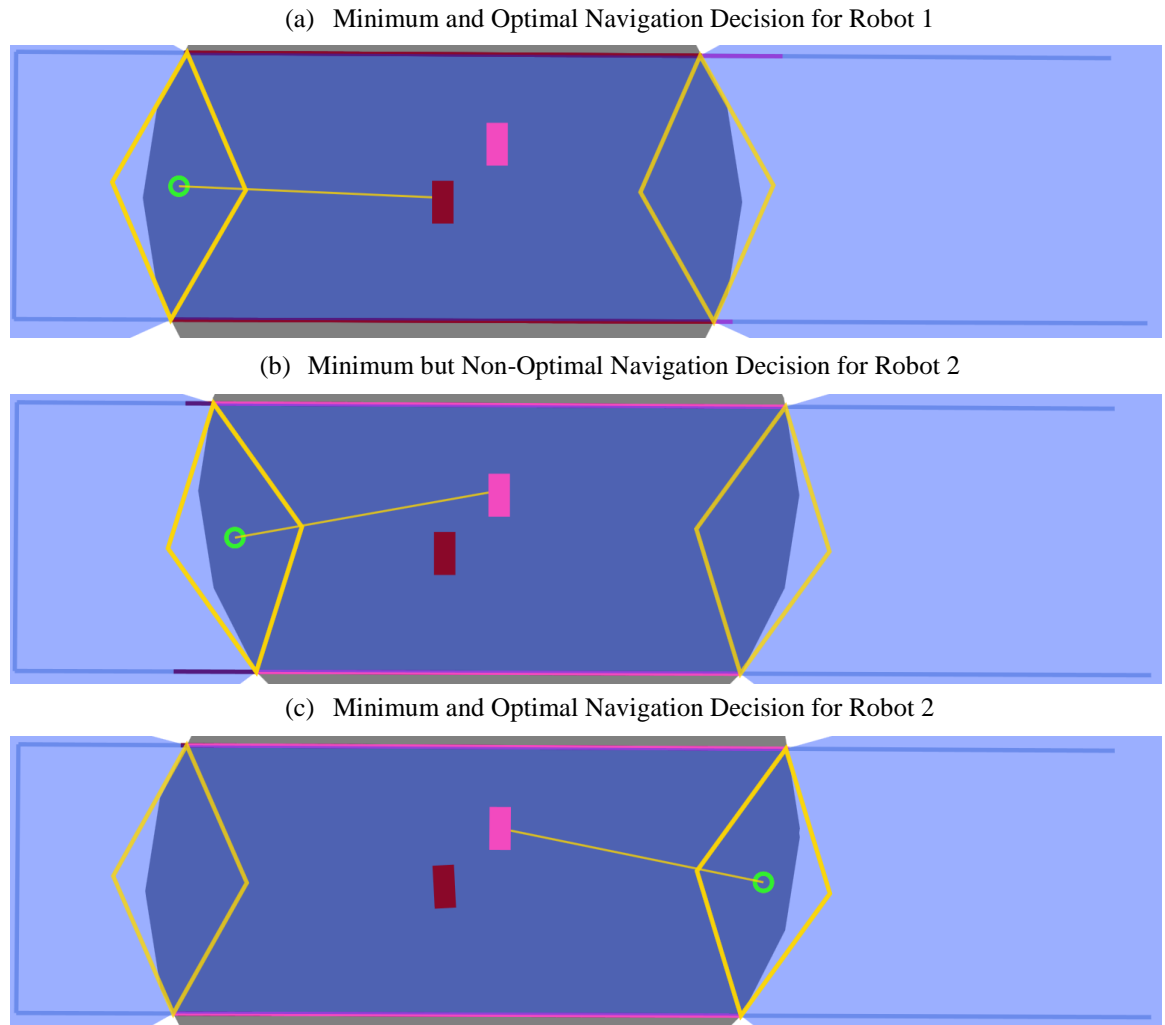 (a) Minimum and Optimal Navigation Decision for Robot 1
(b) Minimum but Non-Optimal Navigation Decision for Robot 2
(c) Minimum and Optimal Navigation Decision for Robot 2